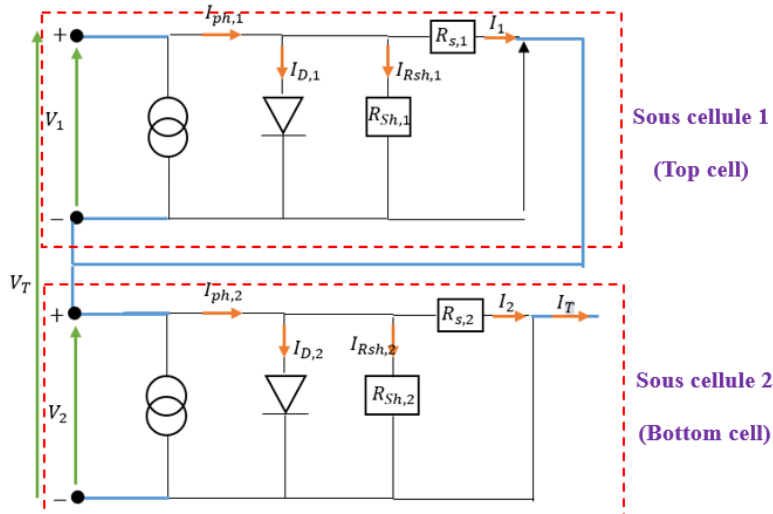 I_{ph,1}
R_{s,1}
I_1
+
I_{D,1}
I_{Rsh,1}
V_1
R_{Sh,1}
Sous cellule 1
(Top cell)
−
V_T
I_{ph,2}
R_{s,2}
I_2
I_T
+
I_{D,2}
I_{Rsh,2}
V_2
R_{Sh,2}
Sous cellule 2
(Bottom cell)
−